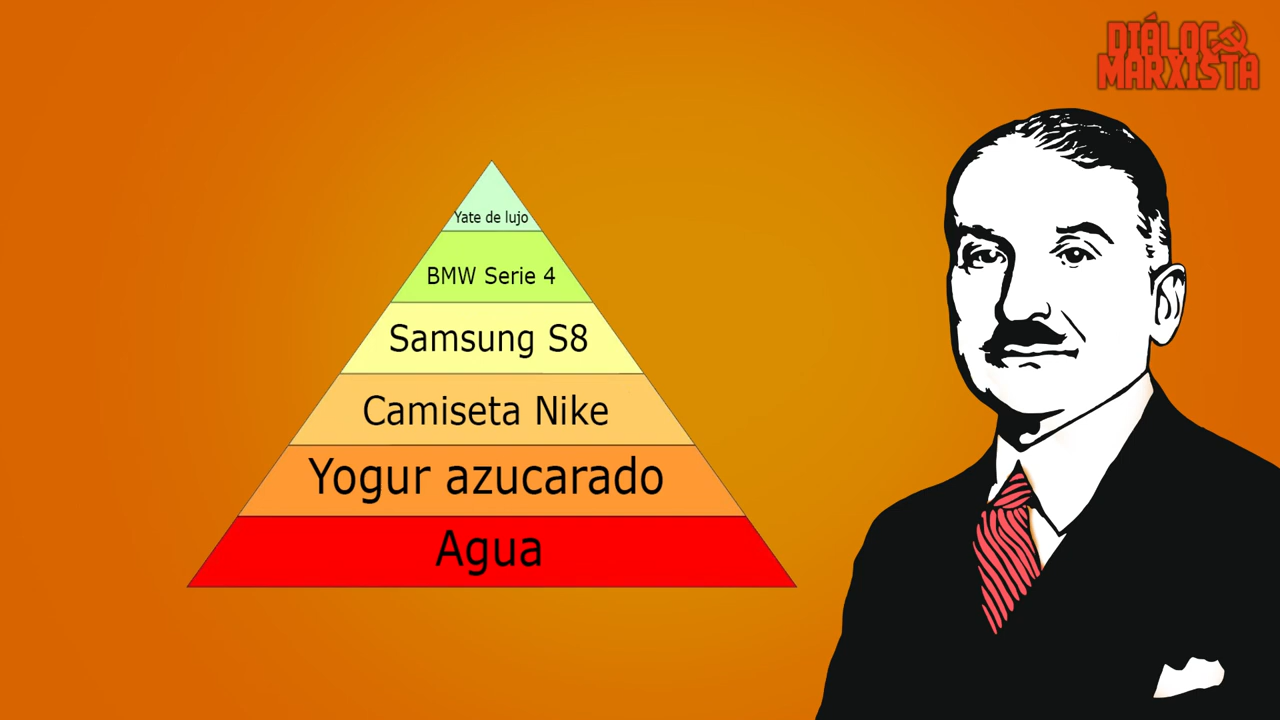 DIÁLOG
MARXISTA
Yate de lujo
BMW Serie 4
Samsung S8
Camiseta Nike
Yogur azucarado
Agua